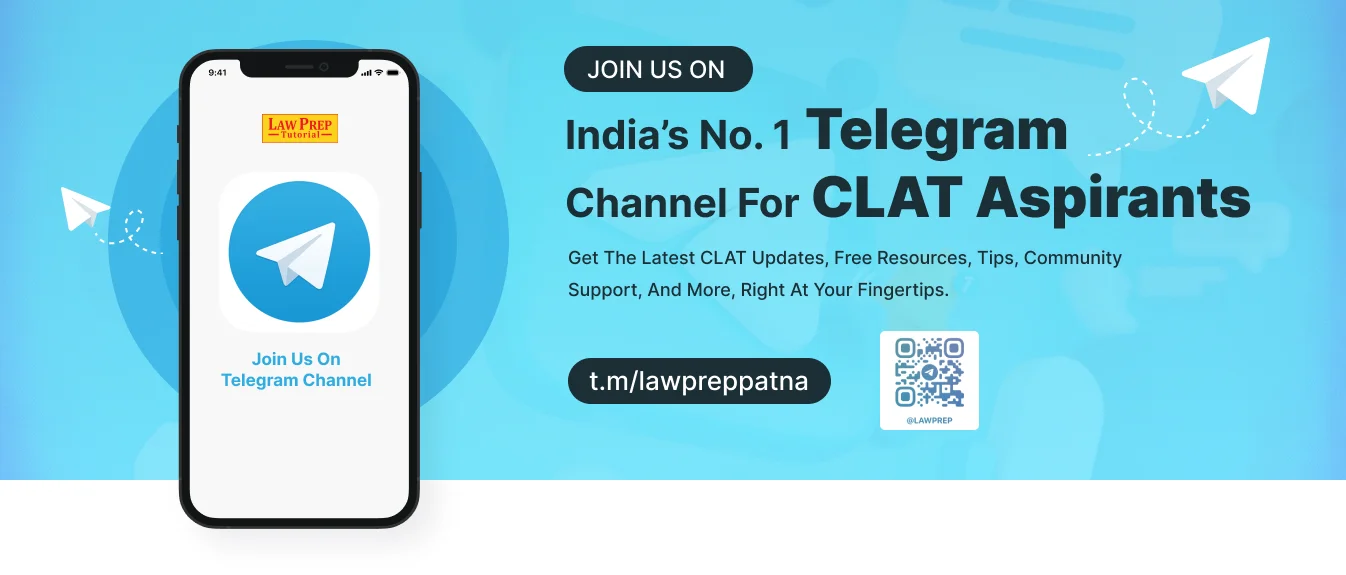 9:41
LAW PREP
Tutorial
Join Us On
Telegram Channel
JOIN US ON
India's No. 1 Telegram
Channel For CLAT Aspirants
Get The Latest CLAT Updates, Free Resources, Tips, Community
Support, And More, Right At Your Fingertips.
t.m/lawpreppatna
@LAWPREP